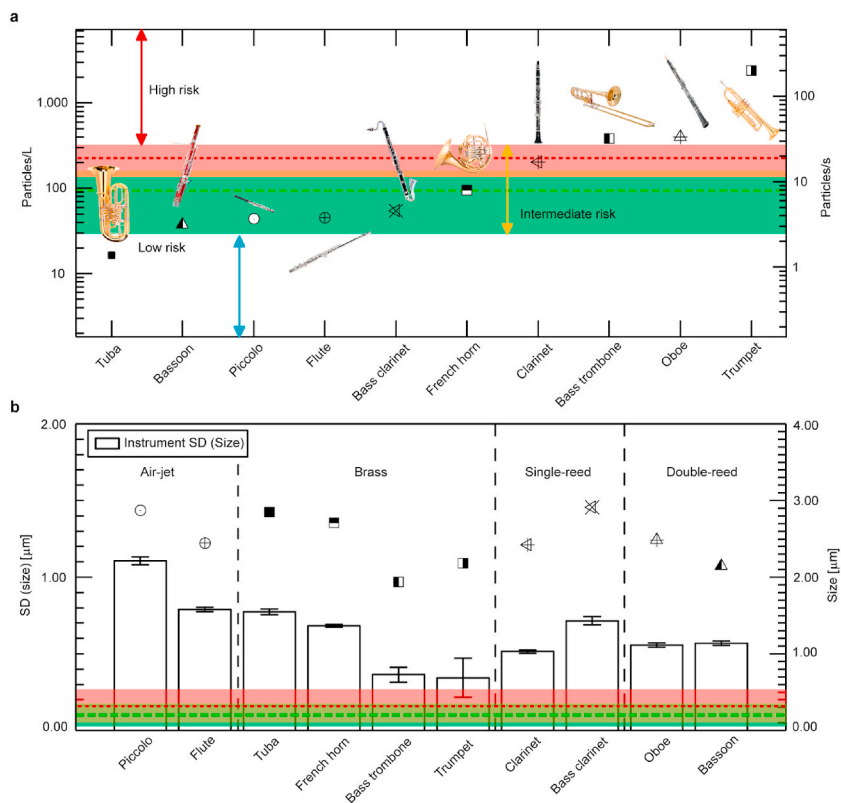 a
High risk
1,000
100
Particles/L
Particles/s
100
10
Intermediate risk
Low risk
10
1
Tuba
Bassoon
Piccolo
Flute
Bass clarinet
French horn
Clarinet
Bass trombone
Oboe
Trumpet
b
2.00
4.00
Instrument SD (Size)
Air-jet
Brass
Single-reed
Double-reed
3.00
SD (size) [μm]
1.00
2.00
Size [μm]
1.00
0.00
0.00
Piccolo
Flute
Tuba
French horn
Bass trombone
Trumpet
Clarinet
Bass clarinet
Oboe
Bassoon